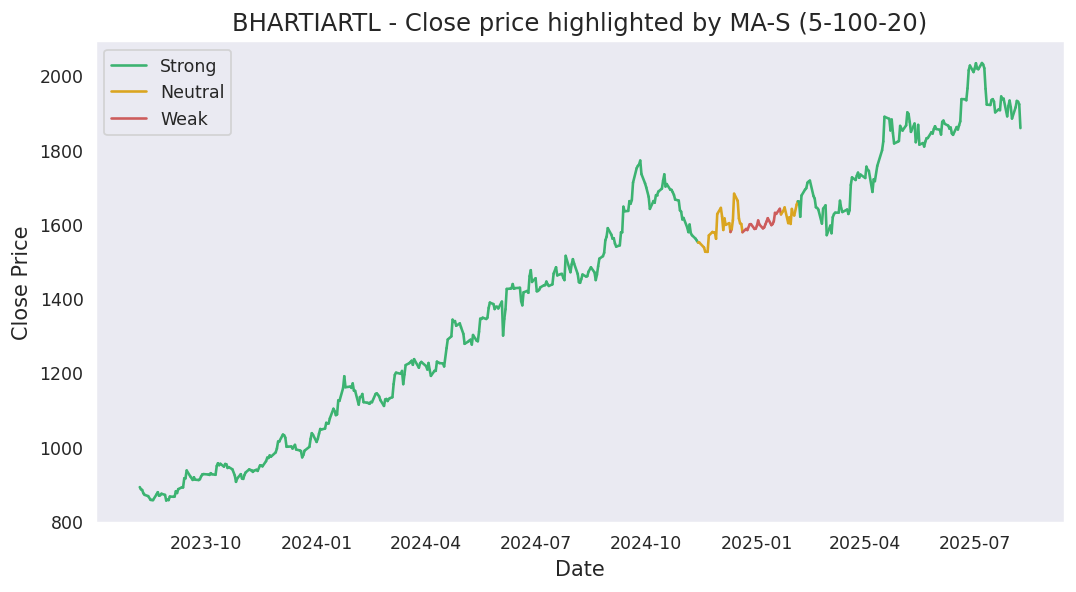 BHARTIARTL - Close price highlighted by MA-S (5-100-20)
Strong
Neutral
Weak
2000
1800
1600
1400
1200
1000
800
Close Price
2023-10 2024-01 2024-04 2024-07 2024-10 2025-01 2025-04 2025-07
Date